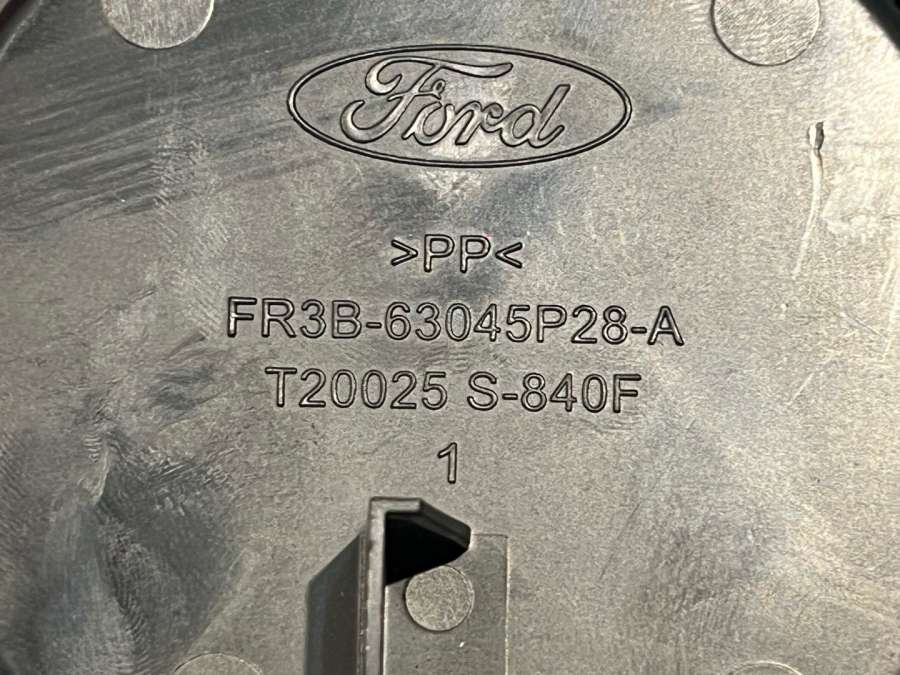 Ford
>PP<
FR3B-63045P28-A
T20025 S-840F
1